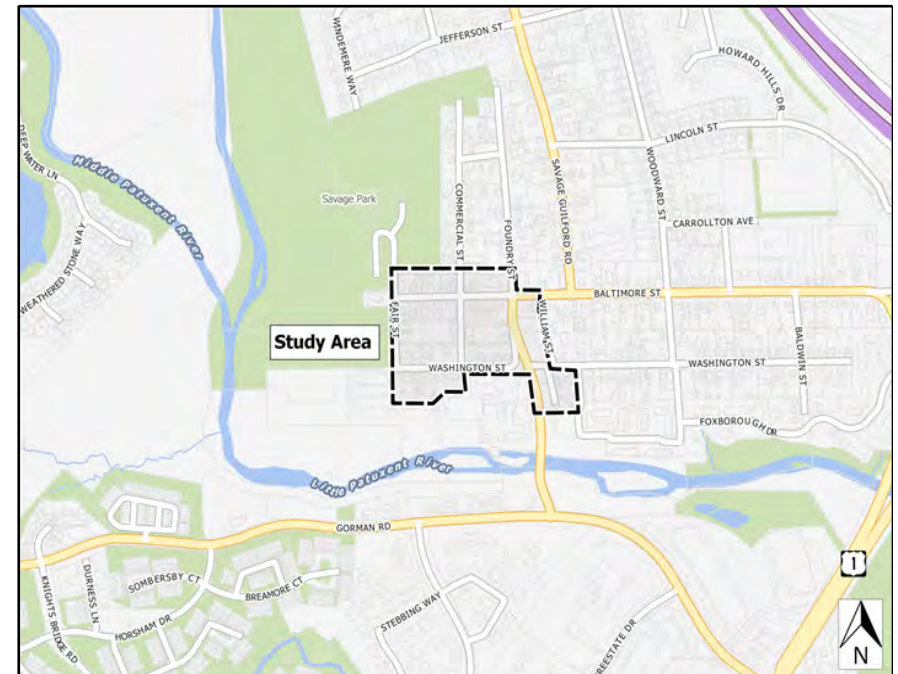 WINDEMERE WAY
JEFFERSON ST
HOWARD HILLS DR
LINCOLN ST
DEEP WATER LN
Middle Patuxent River
SAVAGE GUILFORD RD
WOODWARD ST
Savage Park
COMMERCIAL ST
FOUNDRY ST
CARROLLTON AVE
WEATHERED STONE WAY
BALTIMORE ST
FAIR ST
WILLIAM ST
Study Area
BALDWIN ST
WASHINGTON ST
WASHINGTON ST
FOXBOROUGH DR
Little Patuxent River
GORMAN RD
1
SOMBERSBY CT
DURNESS LN
BREAMORE CT
KNIGHTS BRIDGE RD
HORSHAM DR
STEBBING WAY
REESTATE DR
N